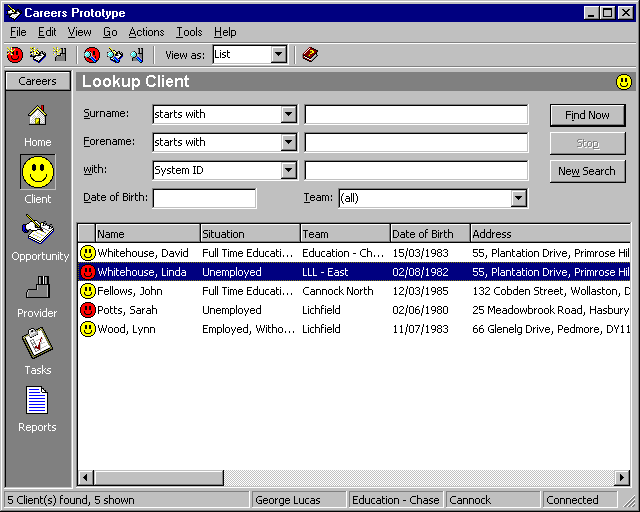 Careers Prototype
File Edit View Go Actions Tools Help
View as: List
Careers
Lookup Client
Home
Client
Opportunity
Provider
Tasks
Reports
Surname: starts with Find Now
Forename: starts with Stop
with: System ID New Search
Date of Birth: Team: (all)
Name Situation Team Date of Birth Address
Whitehouse, David Full Time Educati... Education - Chase... 15/03/1983 55, Plantation Drive, Primrose Hil
Whitehouse, Linda Unemployed LLL - East 02/08/1982 55, Plantation Drive, Primrose Hil
Fellows, John Full Time Educati... Cannock North 12/03/1985 132 Cobden Street, Wollaston, D
Potts, Sarah Unemployed Lichfield 02/06/1980 25 Meadowbrook Road, Hasbury
Wood, Lynn Employed, Witho... Lichfield 11/07/1983 66 Glenelg Drive, Pedmore, DY11
5 Client(s) found, 5 shown George Lucas Education - Chase Cannock Connected